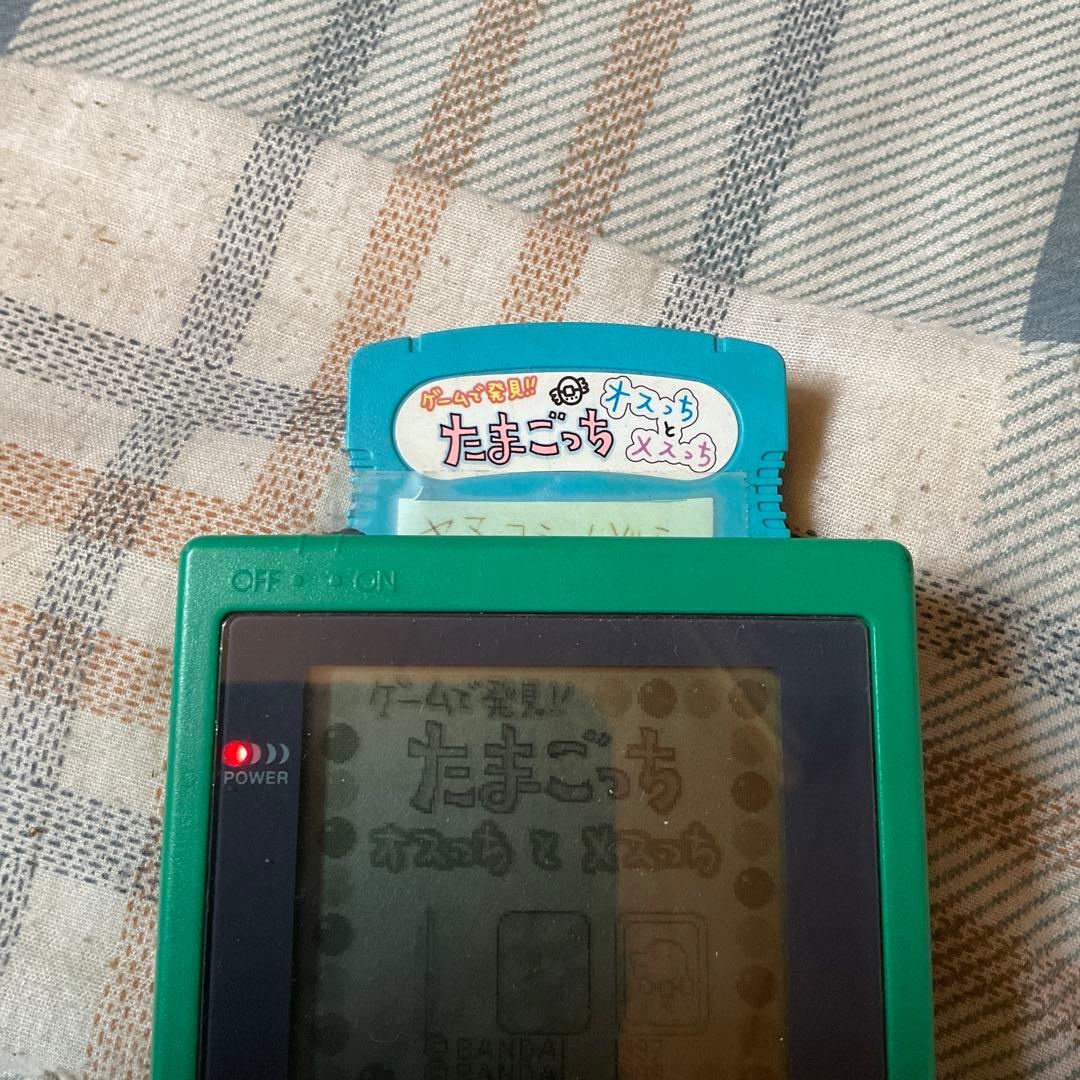 ゲームで発見!!
たまごっち
オスっち
と
メスっち
OFF ON
POWER
ゲームで発見!!
たまごっち
オスっち と メスっち
© BANDAI 1997
© BANDAI